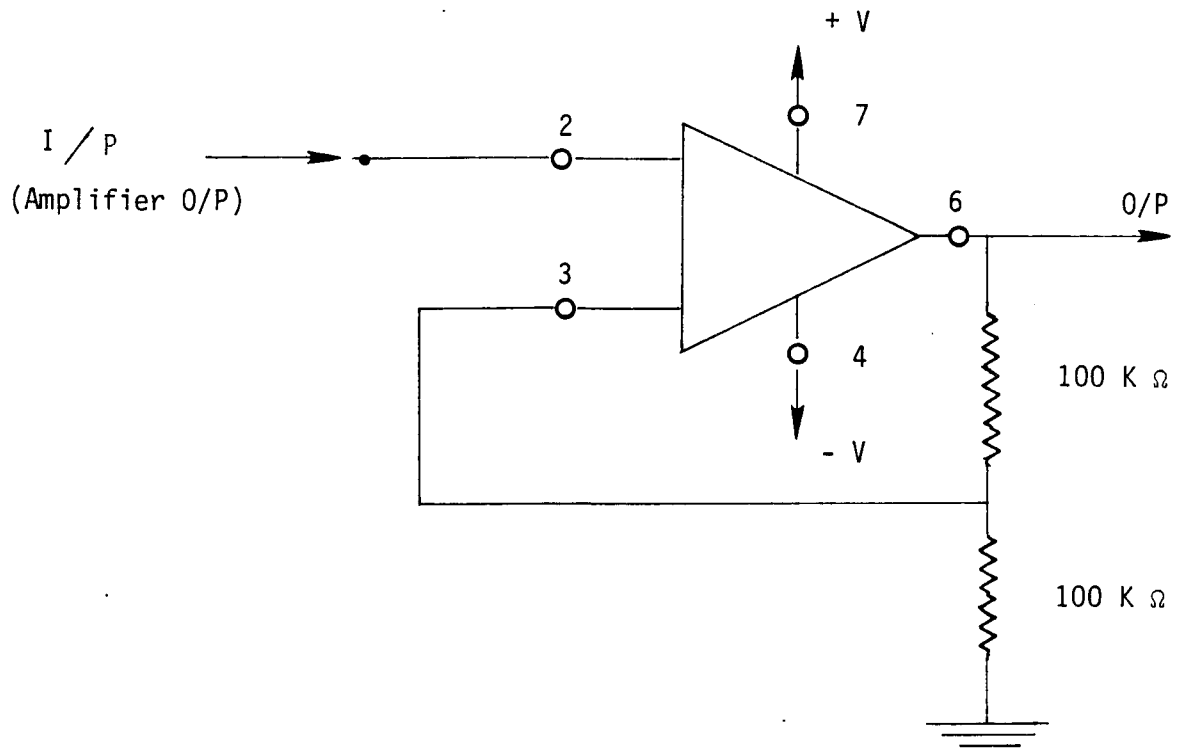 + V
7
2
I/P
(Amplifier O/P)
6
O/P
3
4
100 K Ω
- V
100 K Ω